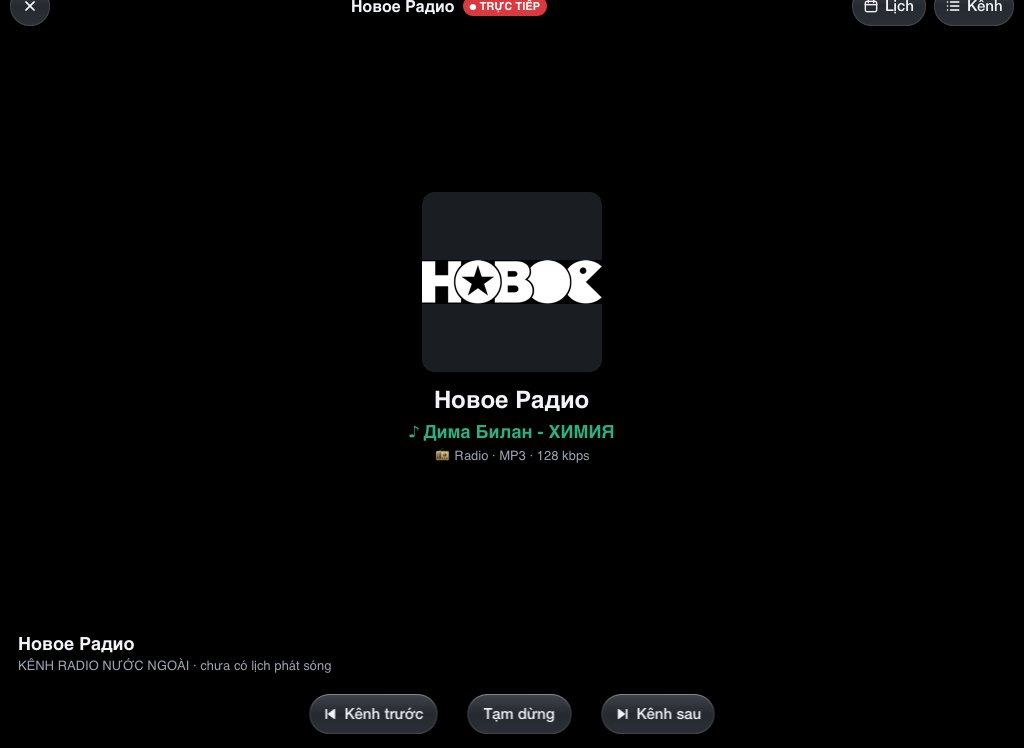 Новое Радио TRỰC TIẾP Lịch Kênh
НОВОЕ
Новое Радио
♪ Дима Билан - ХИМИЯ
📻 Radio · MP3 · 128 kbps
Новое Радио
KÊNH RADIO NƯỚC NGOÀI · chưa có lịch phát sóng
Kênh trước Tạm dừng Kênh sau